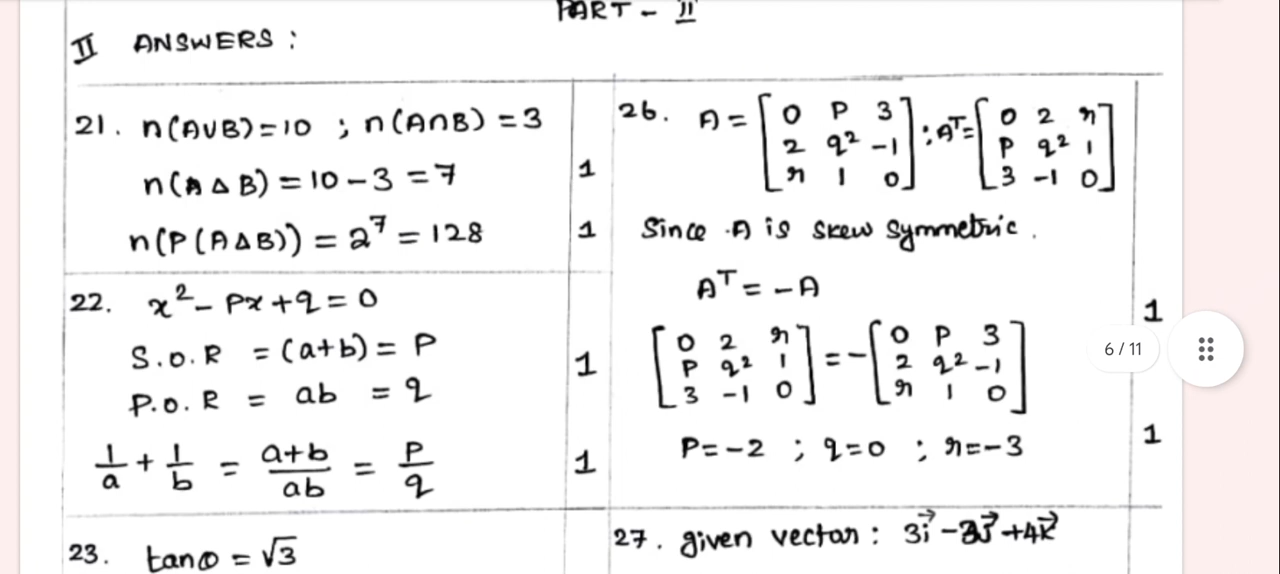 PART - II
II ANSWERS :
21. n(A∪B) = 10 ; n(A∩B) = 3
n(A Δ B) = 10 - 3 = 7 1
n(P(AΔB)) = 2⁷ = 128 1
22. x² - Px + q = 0
S.O.R = (a+b) = P 1
P.O.R = ab = q
1/a + 1/b = a+b/ab = P/q 1
23. tanθ = √3
26. A = [0 P 3; 2 q² -1; r 1 0] ; Aᵀ = [0 2 r; P q² 1; 3 -1 0]
Since A is skew symmetric.
Aᵀ = -A 1
[0 2 r; P q² 1; 3 -1 0] = -[0 P 3; 2 q² -1; r 1 0]
P = -2 ; q = 0 ; r = -3 1
27. given vector : 3i⃗ - 3j⃗ + 4k⃗
6 / 11